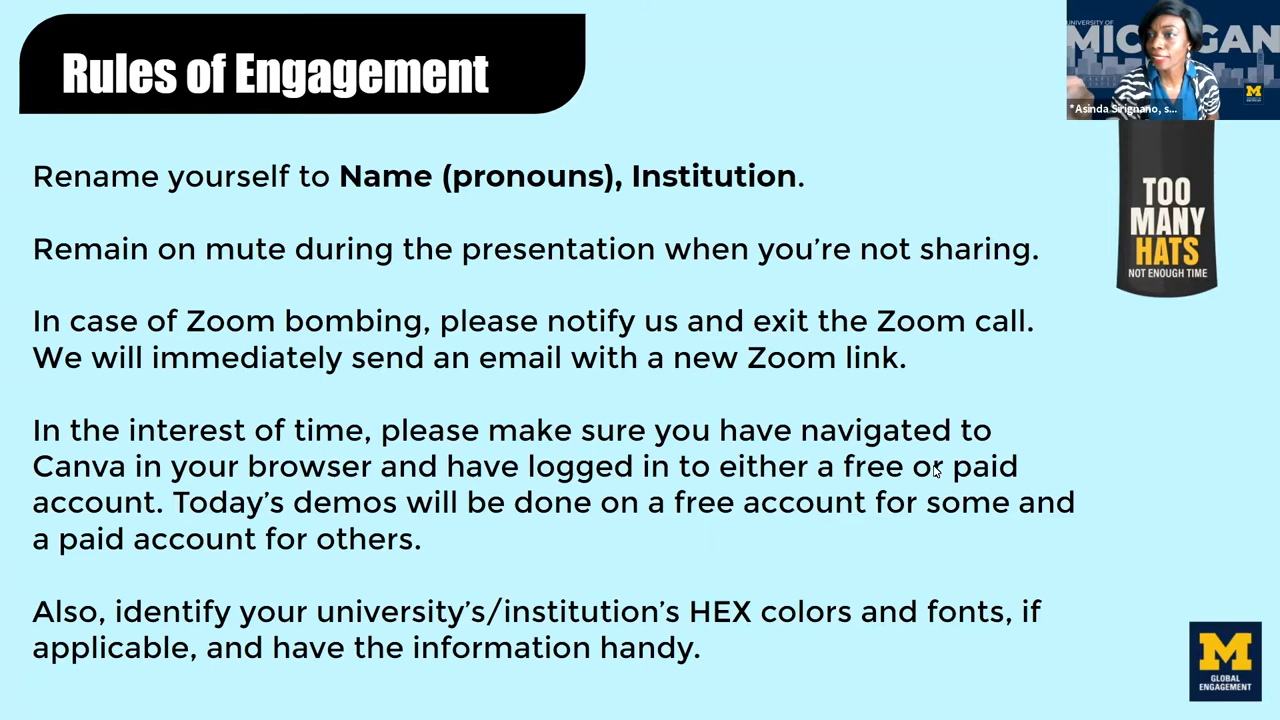 Rules of Engagement
UNIVERSITY OF
MICHIGAN
M
*Asinda Sirignano, s...
Rename yourself to Name (pronouns), Institution.
TOO
MANY
HATS
NOT ENOUGH TIME
Remain on mute during the presentation when you’re not sharing.
In case of Zoom bombing, please notify us and exit the Zoom call.
We will immediately send an email with a new Zoom link.
In the interest of time, please make sure you have navigated to
Canva in your browser and have logged in to either a free or paid
account. Today’s demos will be done on a free account for some and
a paid account for others.
Also, identify your university’s/institution’s HEX colors and fonts, if
applicable, and have the information handy.
M
GLOBAL
ENGAGEMENT